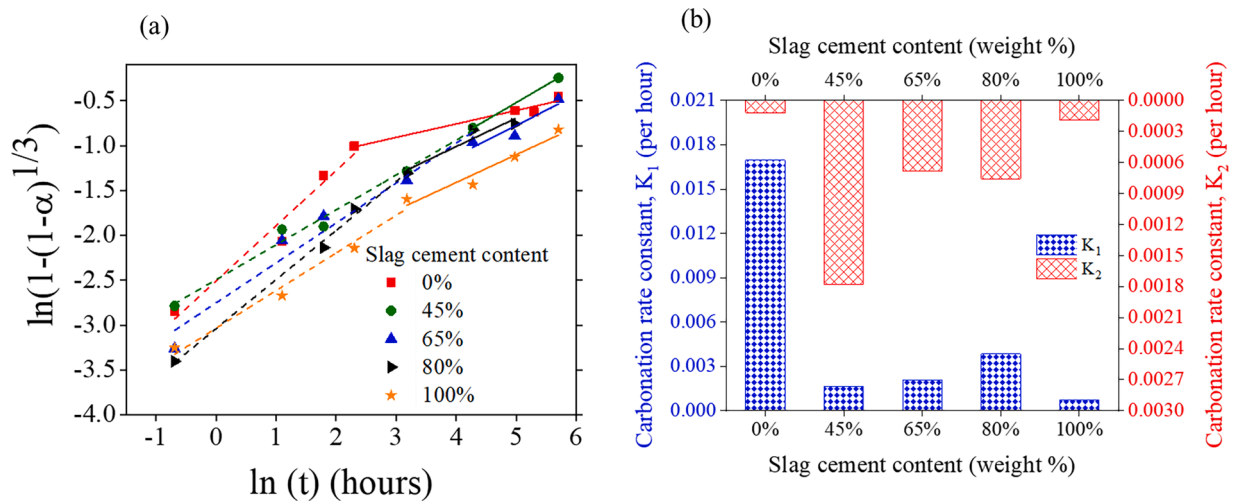 (a)
ln(1-(1-α)^1/3)
-0.5
-1.0
-1.5
-2.0
-2.5
-3.0
-3.5
-4.0
Slag cement content
0%
45%
65%
80%
100%
-1 0 1 2 3 4 5 6
ln (t) (hours)
(b)
Slag cement content (weight %)
0% 45% 65% 80% 100%
Carbonation rate constant, K₁ (per hour)
0.021
0.018
0.015
0.012
0.009
0.006
0.003
0.000
K₁
K₂
0.0000
0.0003
0.0006
0.0009
0.0012
0.0015
0.0018
0.0021
0.0024
0.0027
0.0030
Carbonation rate constant, K₂ (per hour)
0% 45% 65% 80% 100%
Slag cement content (weight %)